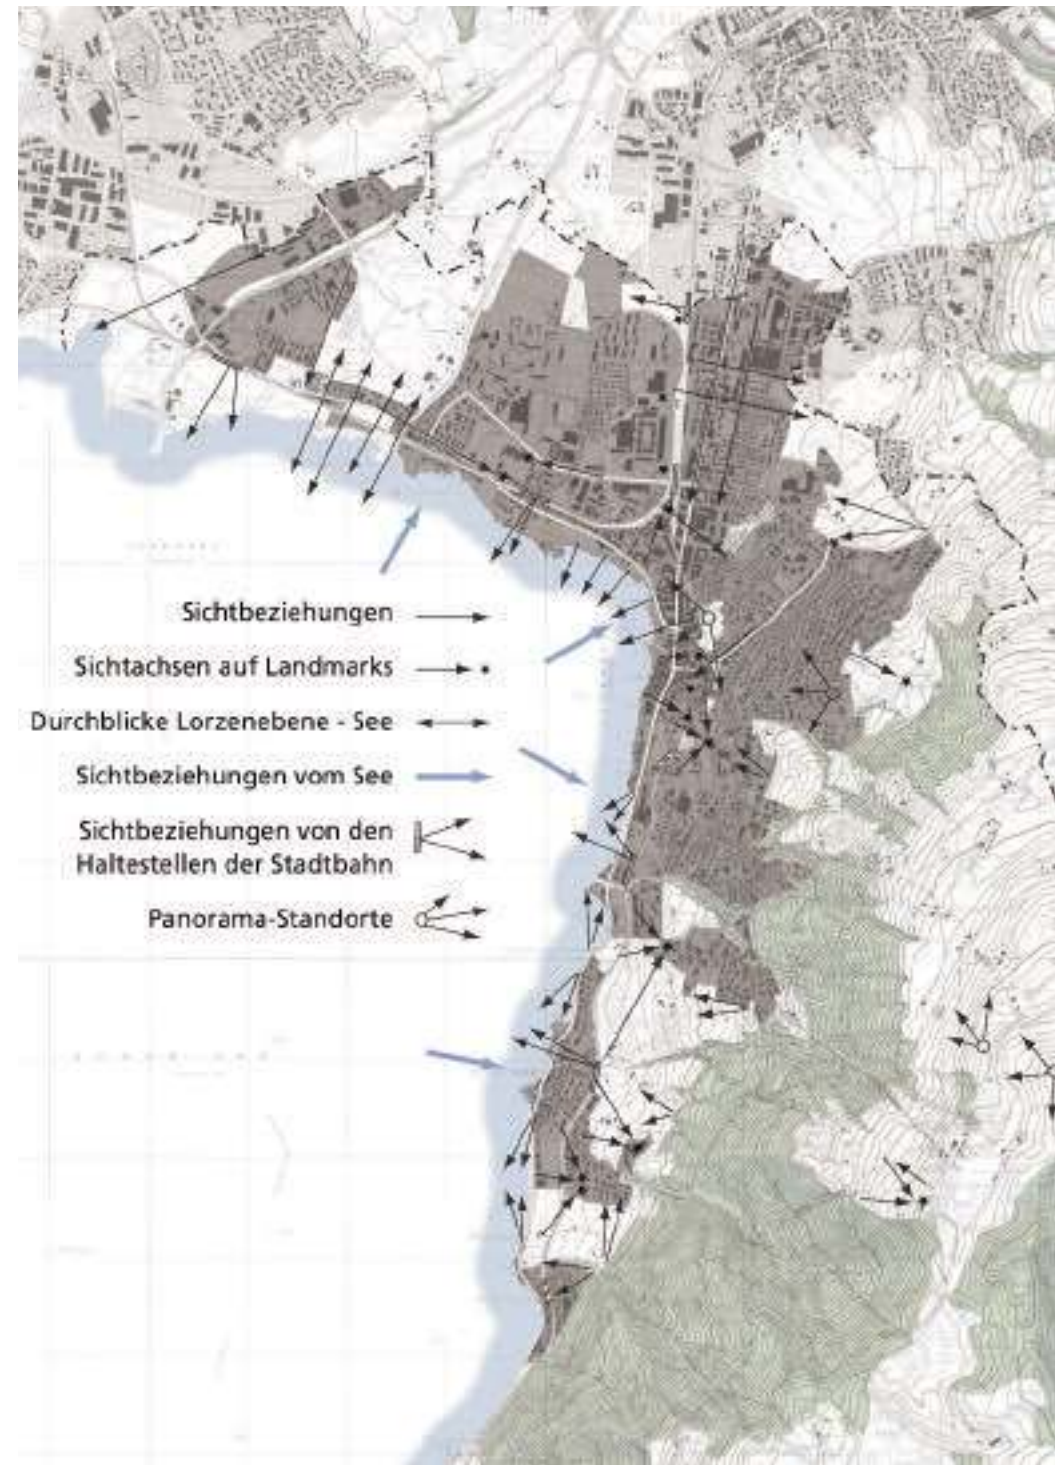 Sichtbeziehungen
Sichtachsen auf Landmarks
Durchblicke Lorzenebene - See
Sichtbeziehungen vom See
Sichtbeziehungen von den
Haltestellen der Stadtbahn
Panorama-Standorte